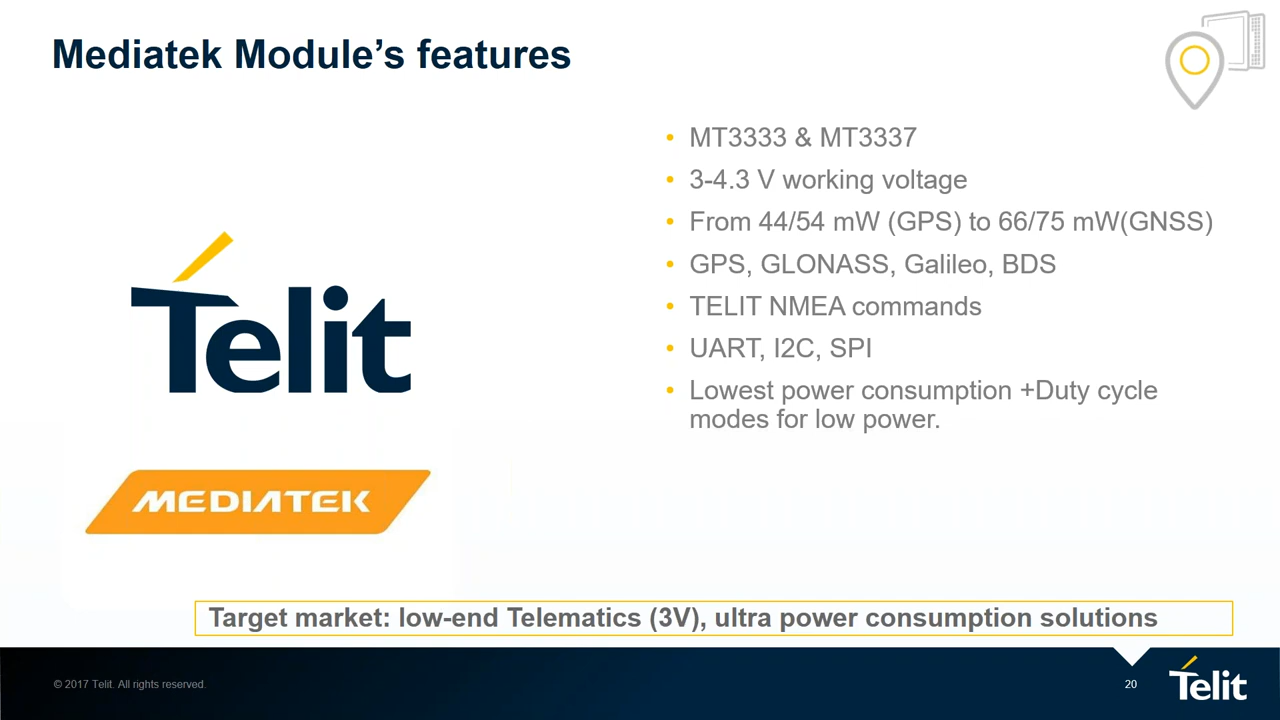 Mediatek Module’s features
• MT3333 & MT3337
• 3-4.3 V working voltage
• From 44/54 mW (GPS) to 66/75 mW(GNSS)
• GPS, GLONASS, Galileo, BDS
• TELIT NMEA commands
• UART, I2C, SPI
• Lowest power consumption +Duty cycle
modes for low power.
Telit
MEDIATEK
Target market: low-end Telematics (3V), ultra power consumption solutions
© 2017 Telit. All rights reserved.
20
Telit